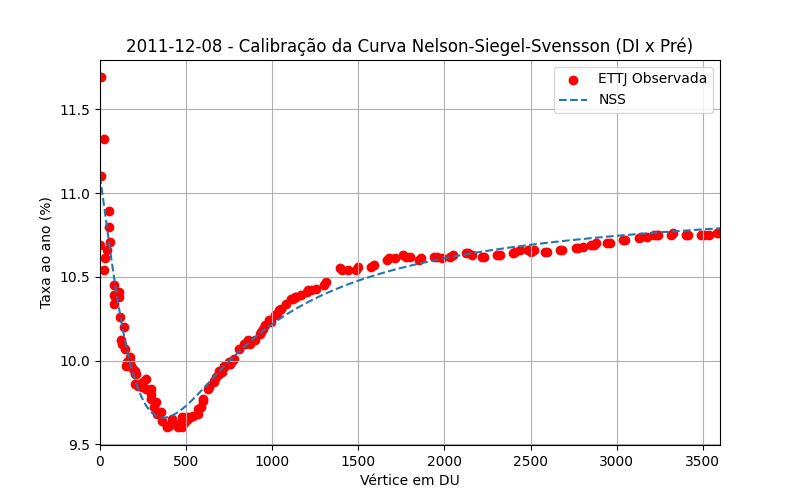 2011-12-08 - Calibração da Curva Nelson-Siegel-Svensson (DI x Pré)
ETTJ Observada
NSS
Taxa ao ano (%)
11.5
11.0
10.5
10.0
9.5
0 500 1000 1500 2000 2500 3000 3500
Vértice em DU